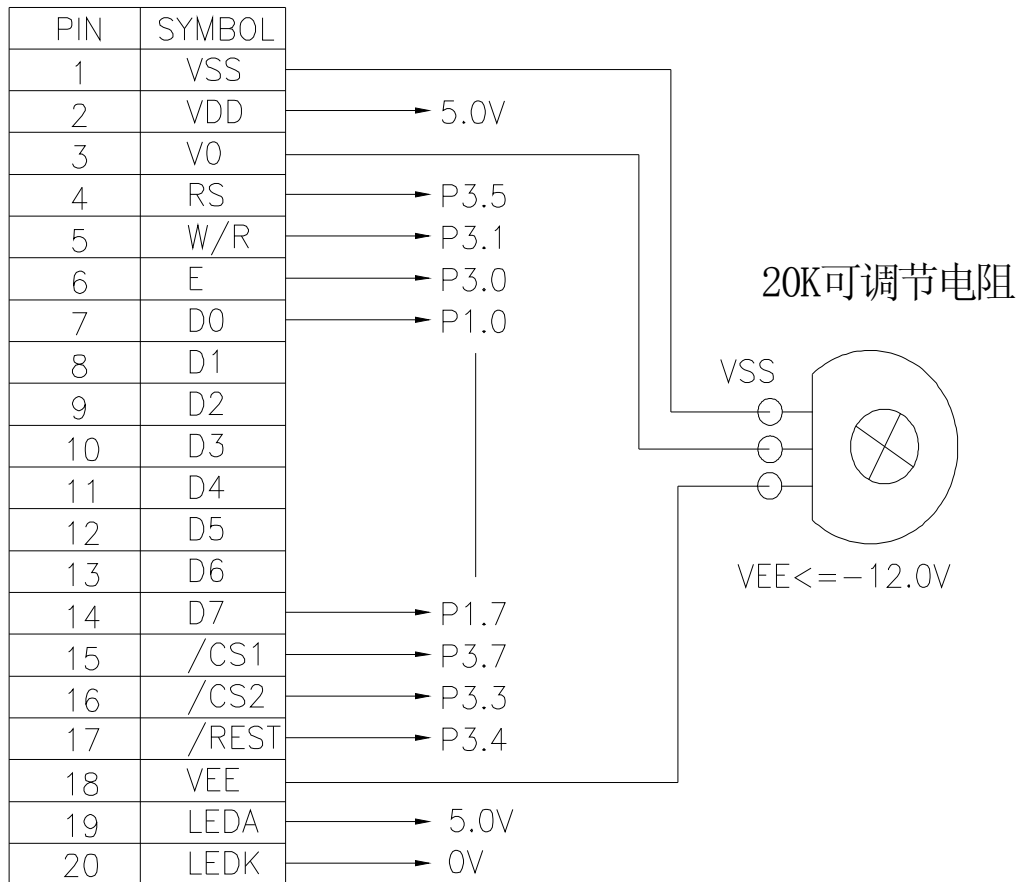 PIN SYMBOL
1 VSS
2 VDD 5.0V
3 V0
4 RS P3.5
5 W/R P3.1
6 E P3.0
7 D0 P1.0
8 D1
9 D2
10 D3
11 D4
12 D5
13 D6
14 D7 P1.7
15 /CS1 P3.7
16 /CS2 P3.3
17 /REST P3.4
18 VEE
19 LEDA 5.0V
20 LEDK 0V
20K可调节电阻
VSS
VEE<=-12.0V